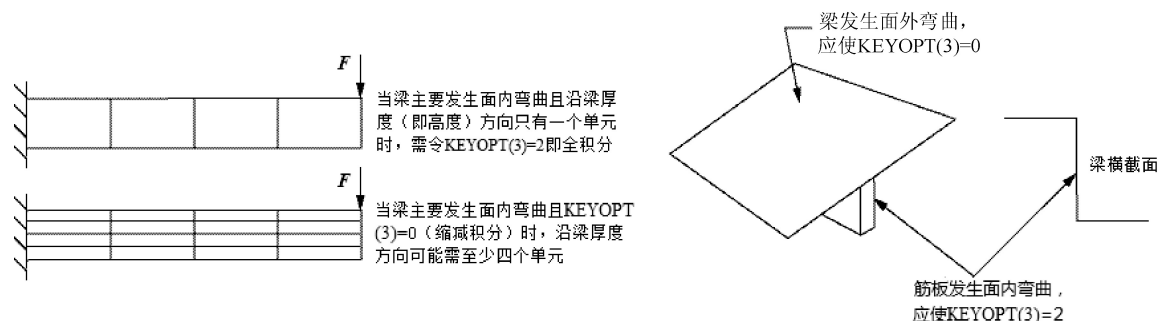 F
当梁主要发生面内弯曲且沿梁厚
度（即高度）方向只有一个单元
时，需令KEYOPT(3)=2即全积分
F
当梁主要发生面内弯曲且KEYOPT
(3)=0（缩减积分）时，沿梁厚度
方向可能需至少四个单元
梁发生面外弯曲，
应使KEYOPT(3)=0
梁横截面
筋板发生面内弯曲，
应使KEYOPT(3)=2